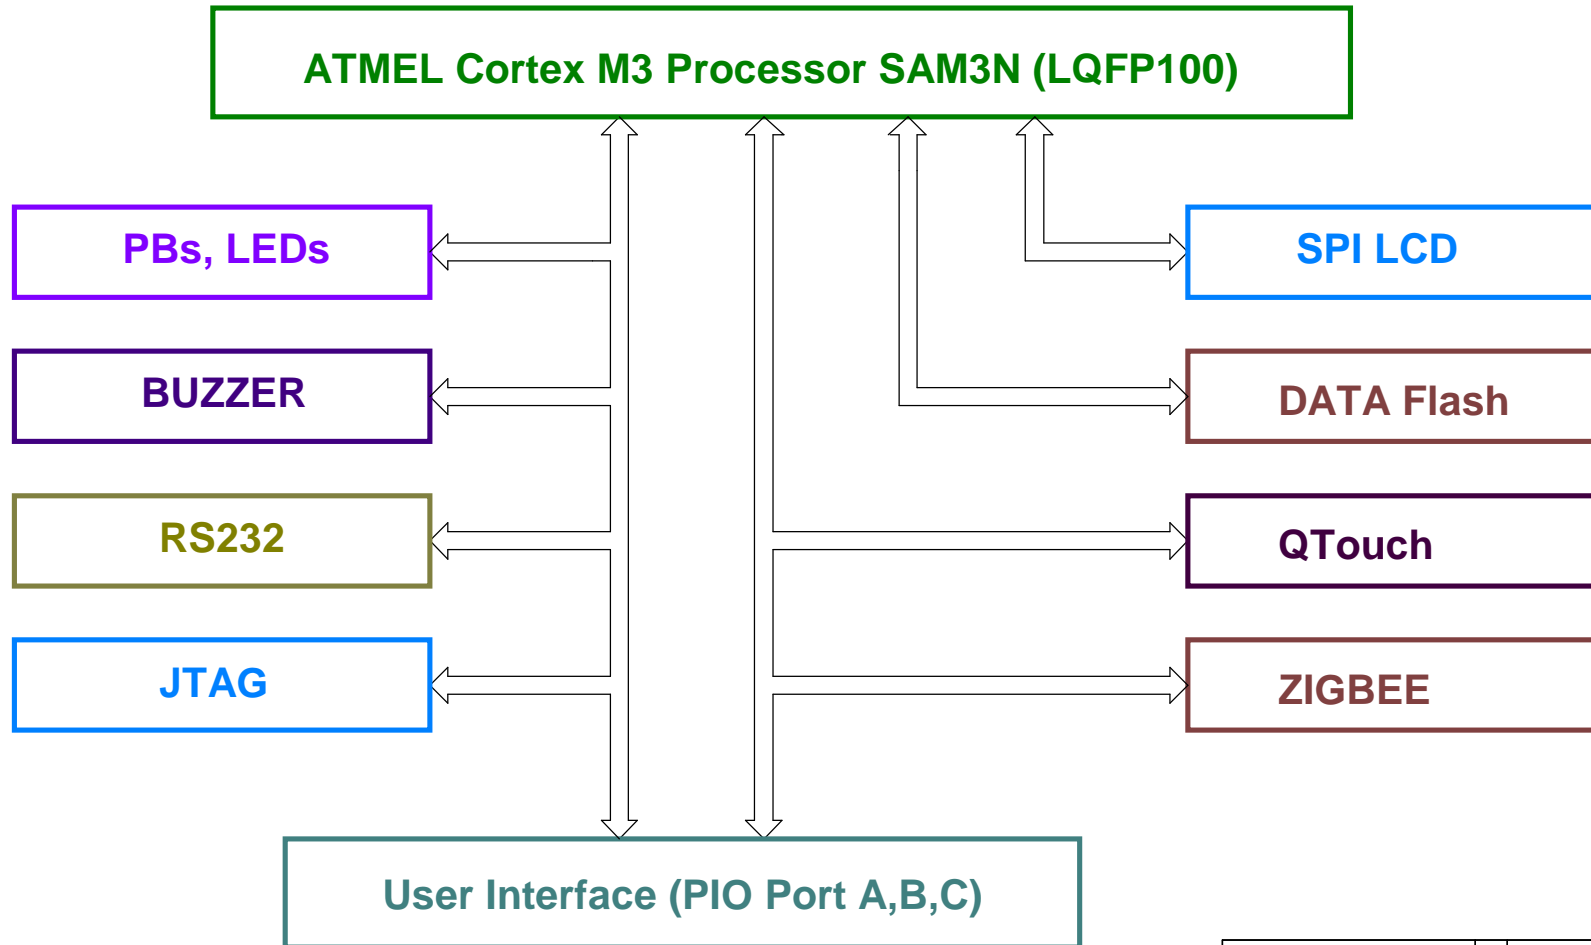 ATMEL Cortex M3 Processor SAM3N (LQFP100)
PBs, LEDs
SPI LCD
BUZZER
DATA Flash
RS232
QTouch
JTAG
ZIGBEE
User Interface (PIO Port A,B,C)